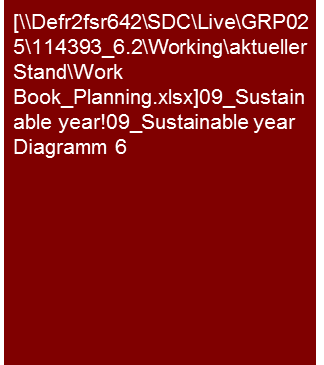 [\\Defr2fsr642\SDC\Live\GRP02
5\114393_6.2\Working\aktueller
Stand\Work
Book_Planning.xlsx]09_Sustain
able year!09_Sustainable year
Diagramm 6